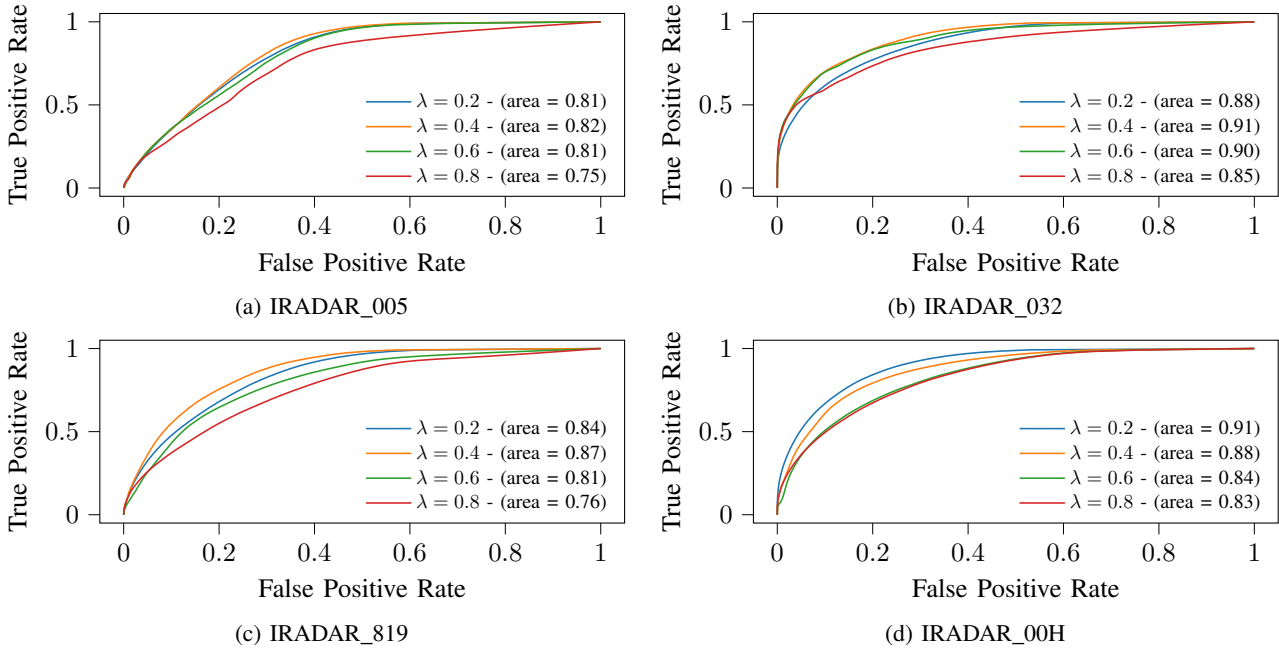 True Positive Rate
1
0.5
0
λ = 0.2 - (area = 0.81)
λ = 0.4 - (area = 0.82)
λ = 0.6 - (area = 0.81)
λ = 0.8 - (area = 0.75)
0 0.2 0.4 0.6 0.8 1
False Positive Rate
(a) IRADAR_005
True Positive Rate
1
0.5
0
λ = 0.2 - (area = 0.88)
λ = 0.4 - (area = 0.91)
λ = 0.6 - (area = 0.90)
λ = 0.8 - (area = 0.85)
0 0.2 0.4 0.6 0.8 1
False Positive Rate
(b) IRADAR_032
True Positive Rate
1
0.5
0
λ = 0.2 - (area = 0.84)
λ = 0.4 - (area = 0.87)
λ = 0.6 - (area = 0.81)
λ = 0.8 - (area = 0.76)
0 0.2 0.4 0.6 0.8 1
False Positive Rate
(c) IRADAR_819
True Positive Rate
1
0.5
0
λ = 0.2 - (area = 0.91)
λ = 0.4 - (area = 0.88)
λ = 0.6 - (area = 0.84)
λ = 0.8 - (area = 0.83)
0 0.2 0.4 0.6 0.8 1
False Positive Rate
(d) IRADAR_00H